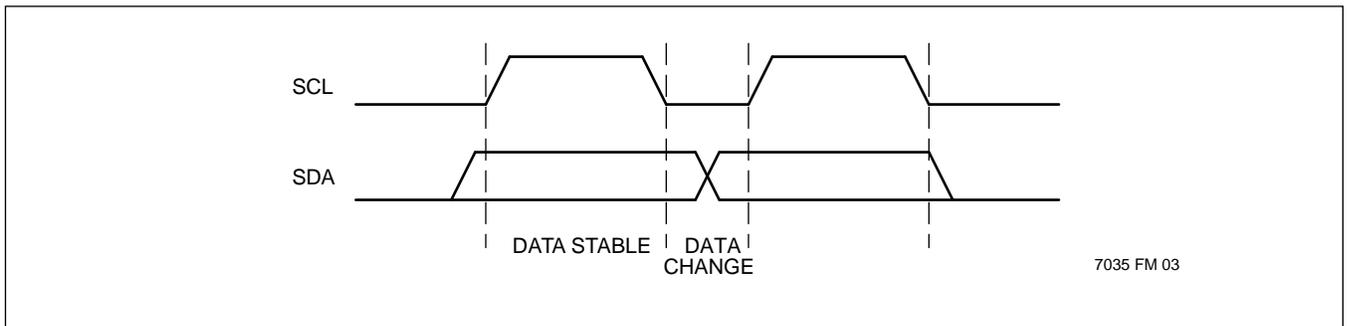 SCL
SDA
DATA STABLE
DATA
CHANGE
7035 FM 03